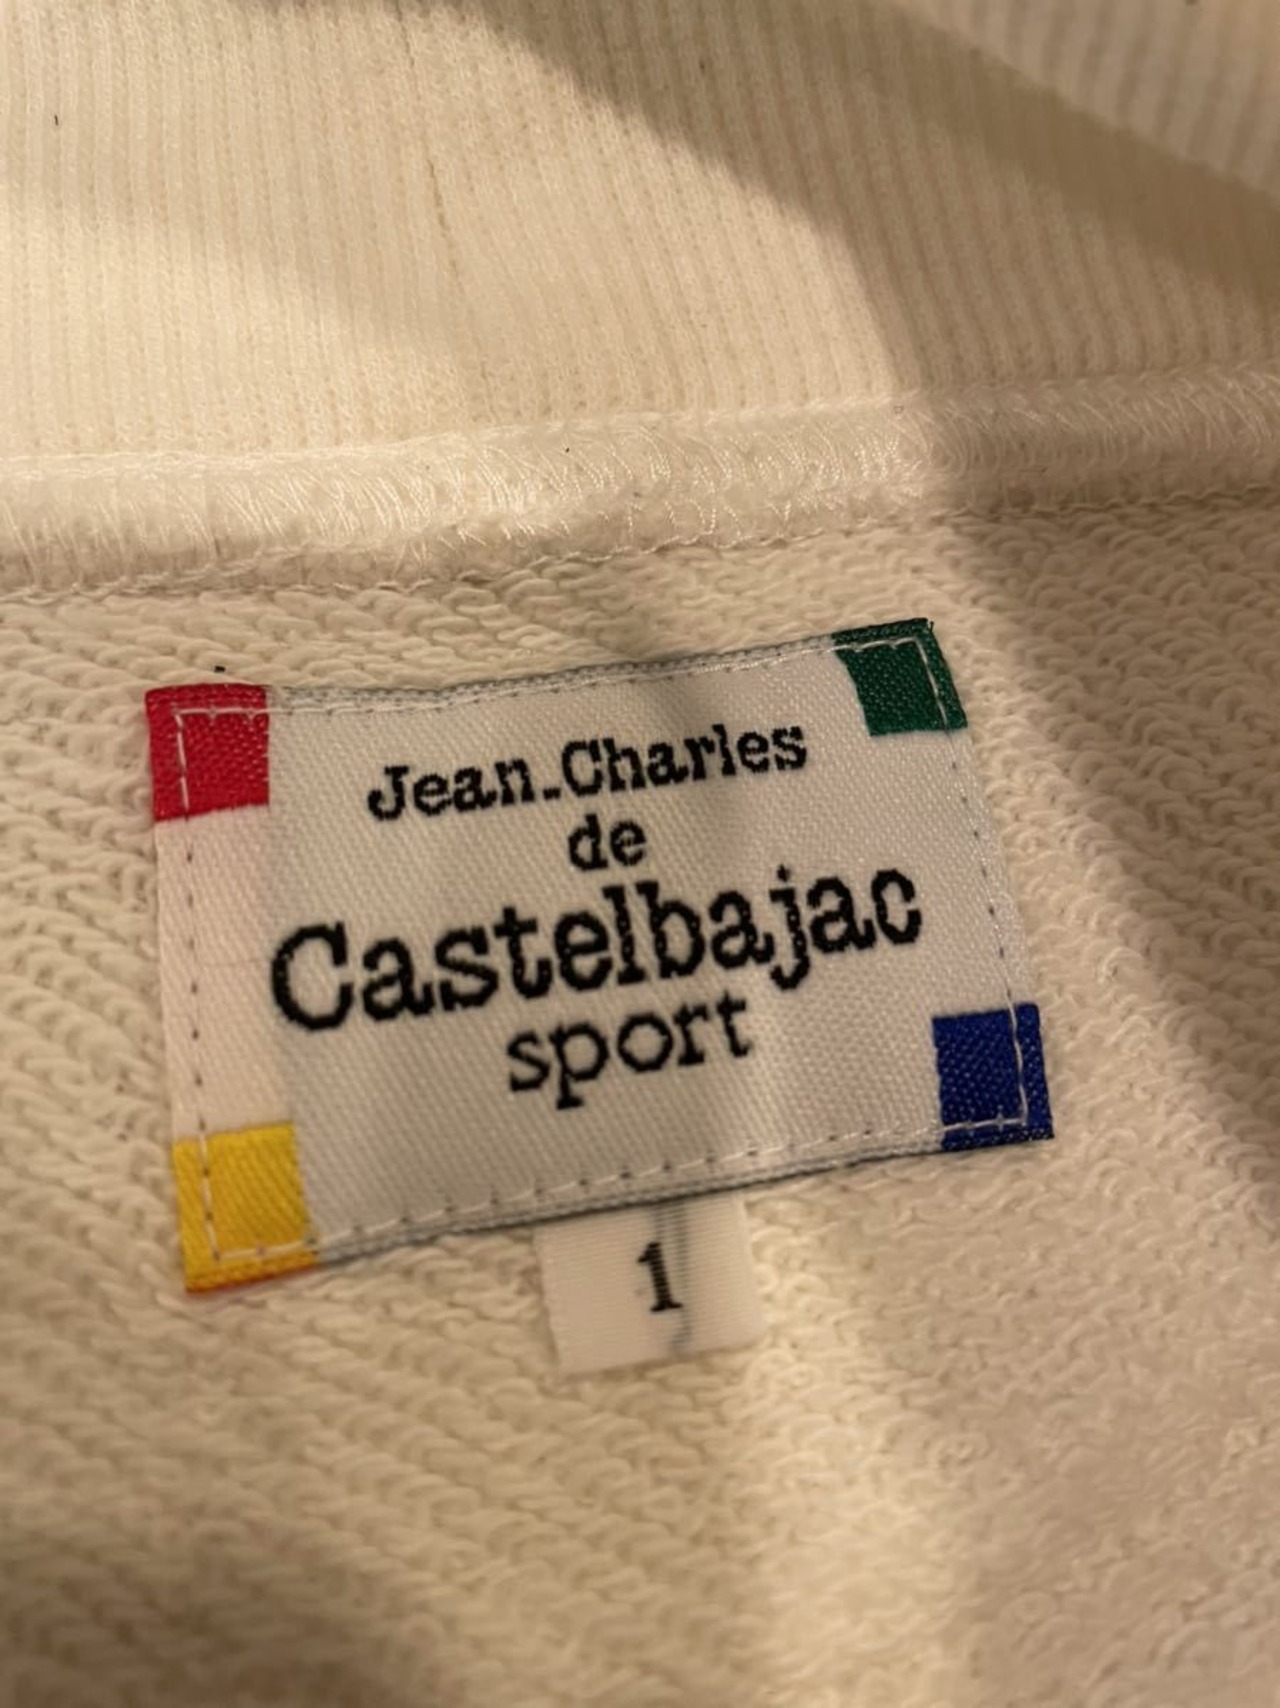 Jean.Charles
de
Castelbajac
sport
1